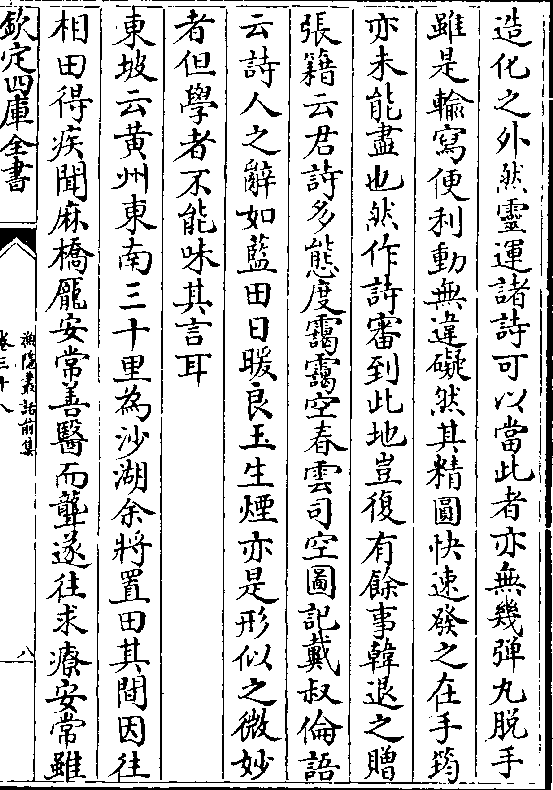 造化之外然靈運諸詩可以當此者亦無幾彈丸脱手
雖是輸寫便利動無違礙然其精圓快速發之在手筠
亦未能盡也然作詩審到此地豈復有餘事韓退之贈
張籍云君詩多態度靄靄空春雲司空圖記戴叔倫語
云詩人之辭如藍田日暖良玉生煙亦是形似之微妙
者但學者不能味其言耳
東坡云黄州東南三十里為沙湖余將置田其間因往
相田得疾聞麻橋龐安常善醫而聾遂往求療安常雖
欽定四庫全書
漁隱叢話前集
卷三十八
八